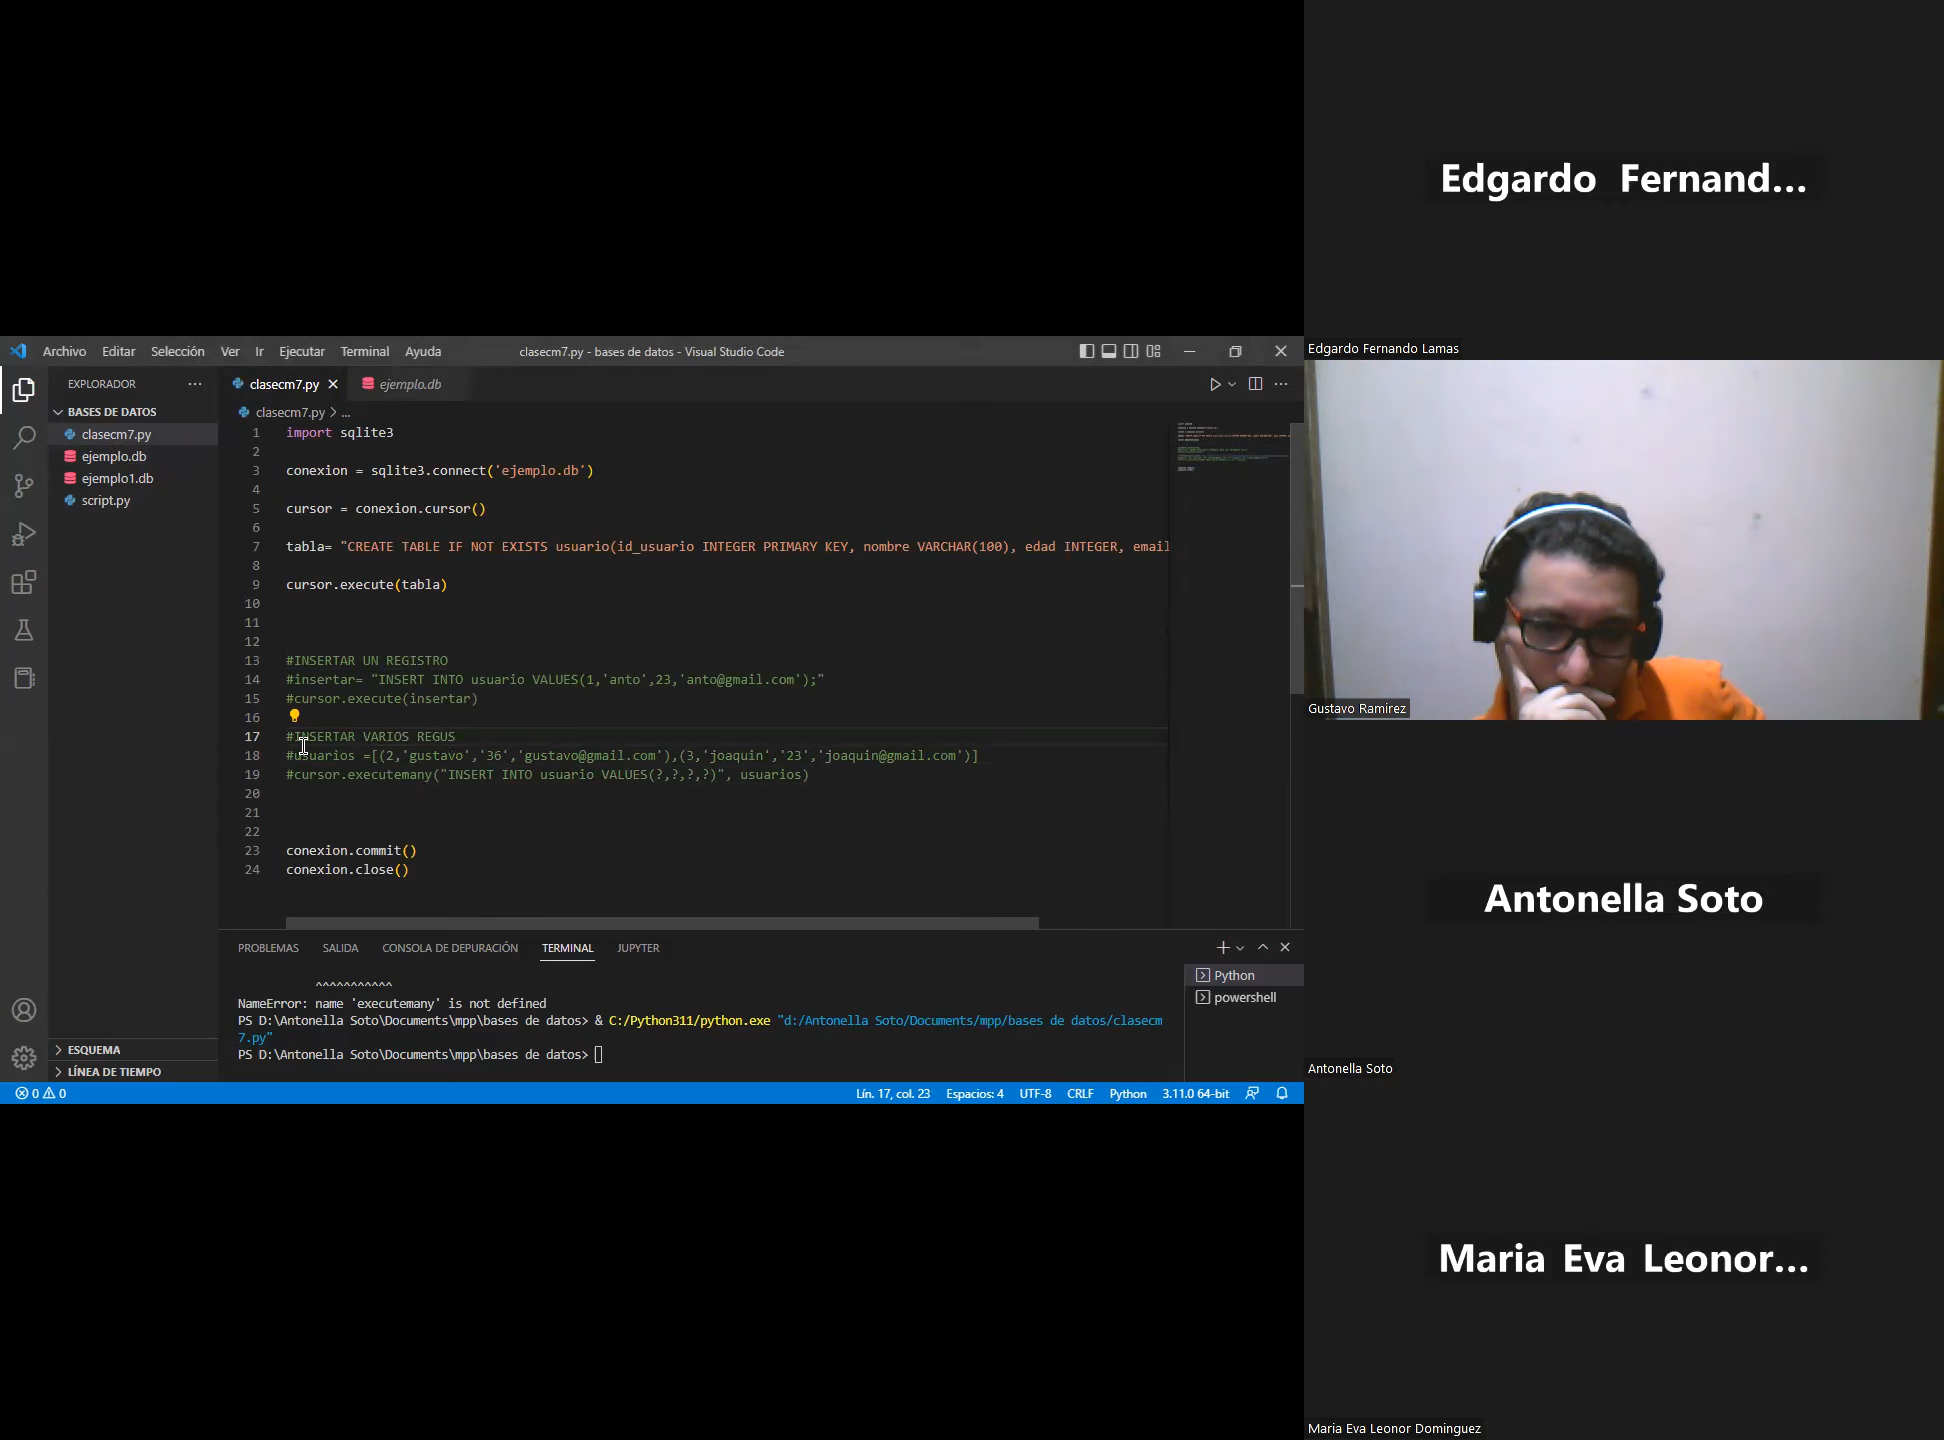 Archivo Editar Selección Ver Ir Ejecutar Terminal Ayuda
clasecm7.py - bases de datos - Visual Studio Code
EXPLORADOR
BASES DE DATOS
clasecm7.py
ejemplo.db
ejemplo1.db
script.py
ESQUEMA
LÍNEA DE TIEMPO
clasecm7.py ejemplo.db
clasecm7.py > ...
1 import sqlite3
2
3 conexion = sqlite3.connect('ejemplo.db')
4
5 cursor = conexion.cursor()
6
7 tabla= "CREATE TABLE IF NOT EXISTS usuario(id_usuario INTEGER PRIMARY KEY, nombre VARCHAR(100), edad INTEGER, email
8
9 cursor.execute(tabla)
10
11
12
13 #INSERTAR UN REGISTRO
14 #insertar= "INSERT INTO usuario VALUES(1,'anto',23,'anto@gmail.com');"
15 #cursor.execute(insertar)
16
17 #INSERTAR VARIOS REGUS
18 #usuarios =[(2,'gustavo','36','gustavo@gmail.com'),(3,'joaquin','23','joaquin@gmail.com')]
19 #cursor.executemany("INSERT INTO usuario VALUES(?,?,?,?)", usuarios)
20
21
22
23 conexion.commit()
24 conexion.close()
PROBLEMAS SALIDA CONSOLA DE DEPURACIÓN TERMINAL JUPYTER
^^^^^^^^^^^
NameError: name 'executemany' is not defined
PS D:\Antonella Soto\Documents\mpp\bases de datos> & C:/Python311/python.exe "d:/Antonella Soto/Documents/mpp/bases de datos/clasecm
7.py"
PS D:\Antonella Soto\Documents\mpp\bases de datos>
Python
powershell
0 0
Lín. 17, col. 23 Espacios: 4 UTF-8 CRLF Python 3.11.0 64-bit
Edgardo Fernand...
Edgardo Fernando Lamas
Gustavo Ramirez
Antonella Soto
Antonella Soto
Maria Eva Leonor...
Maria Eva Leonor Dominguez